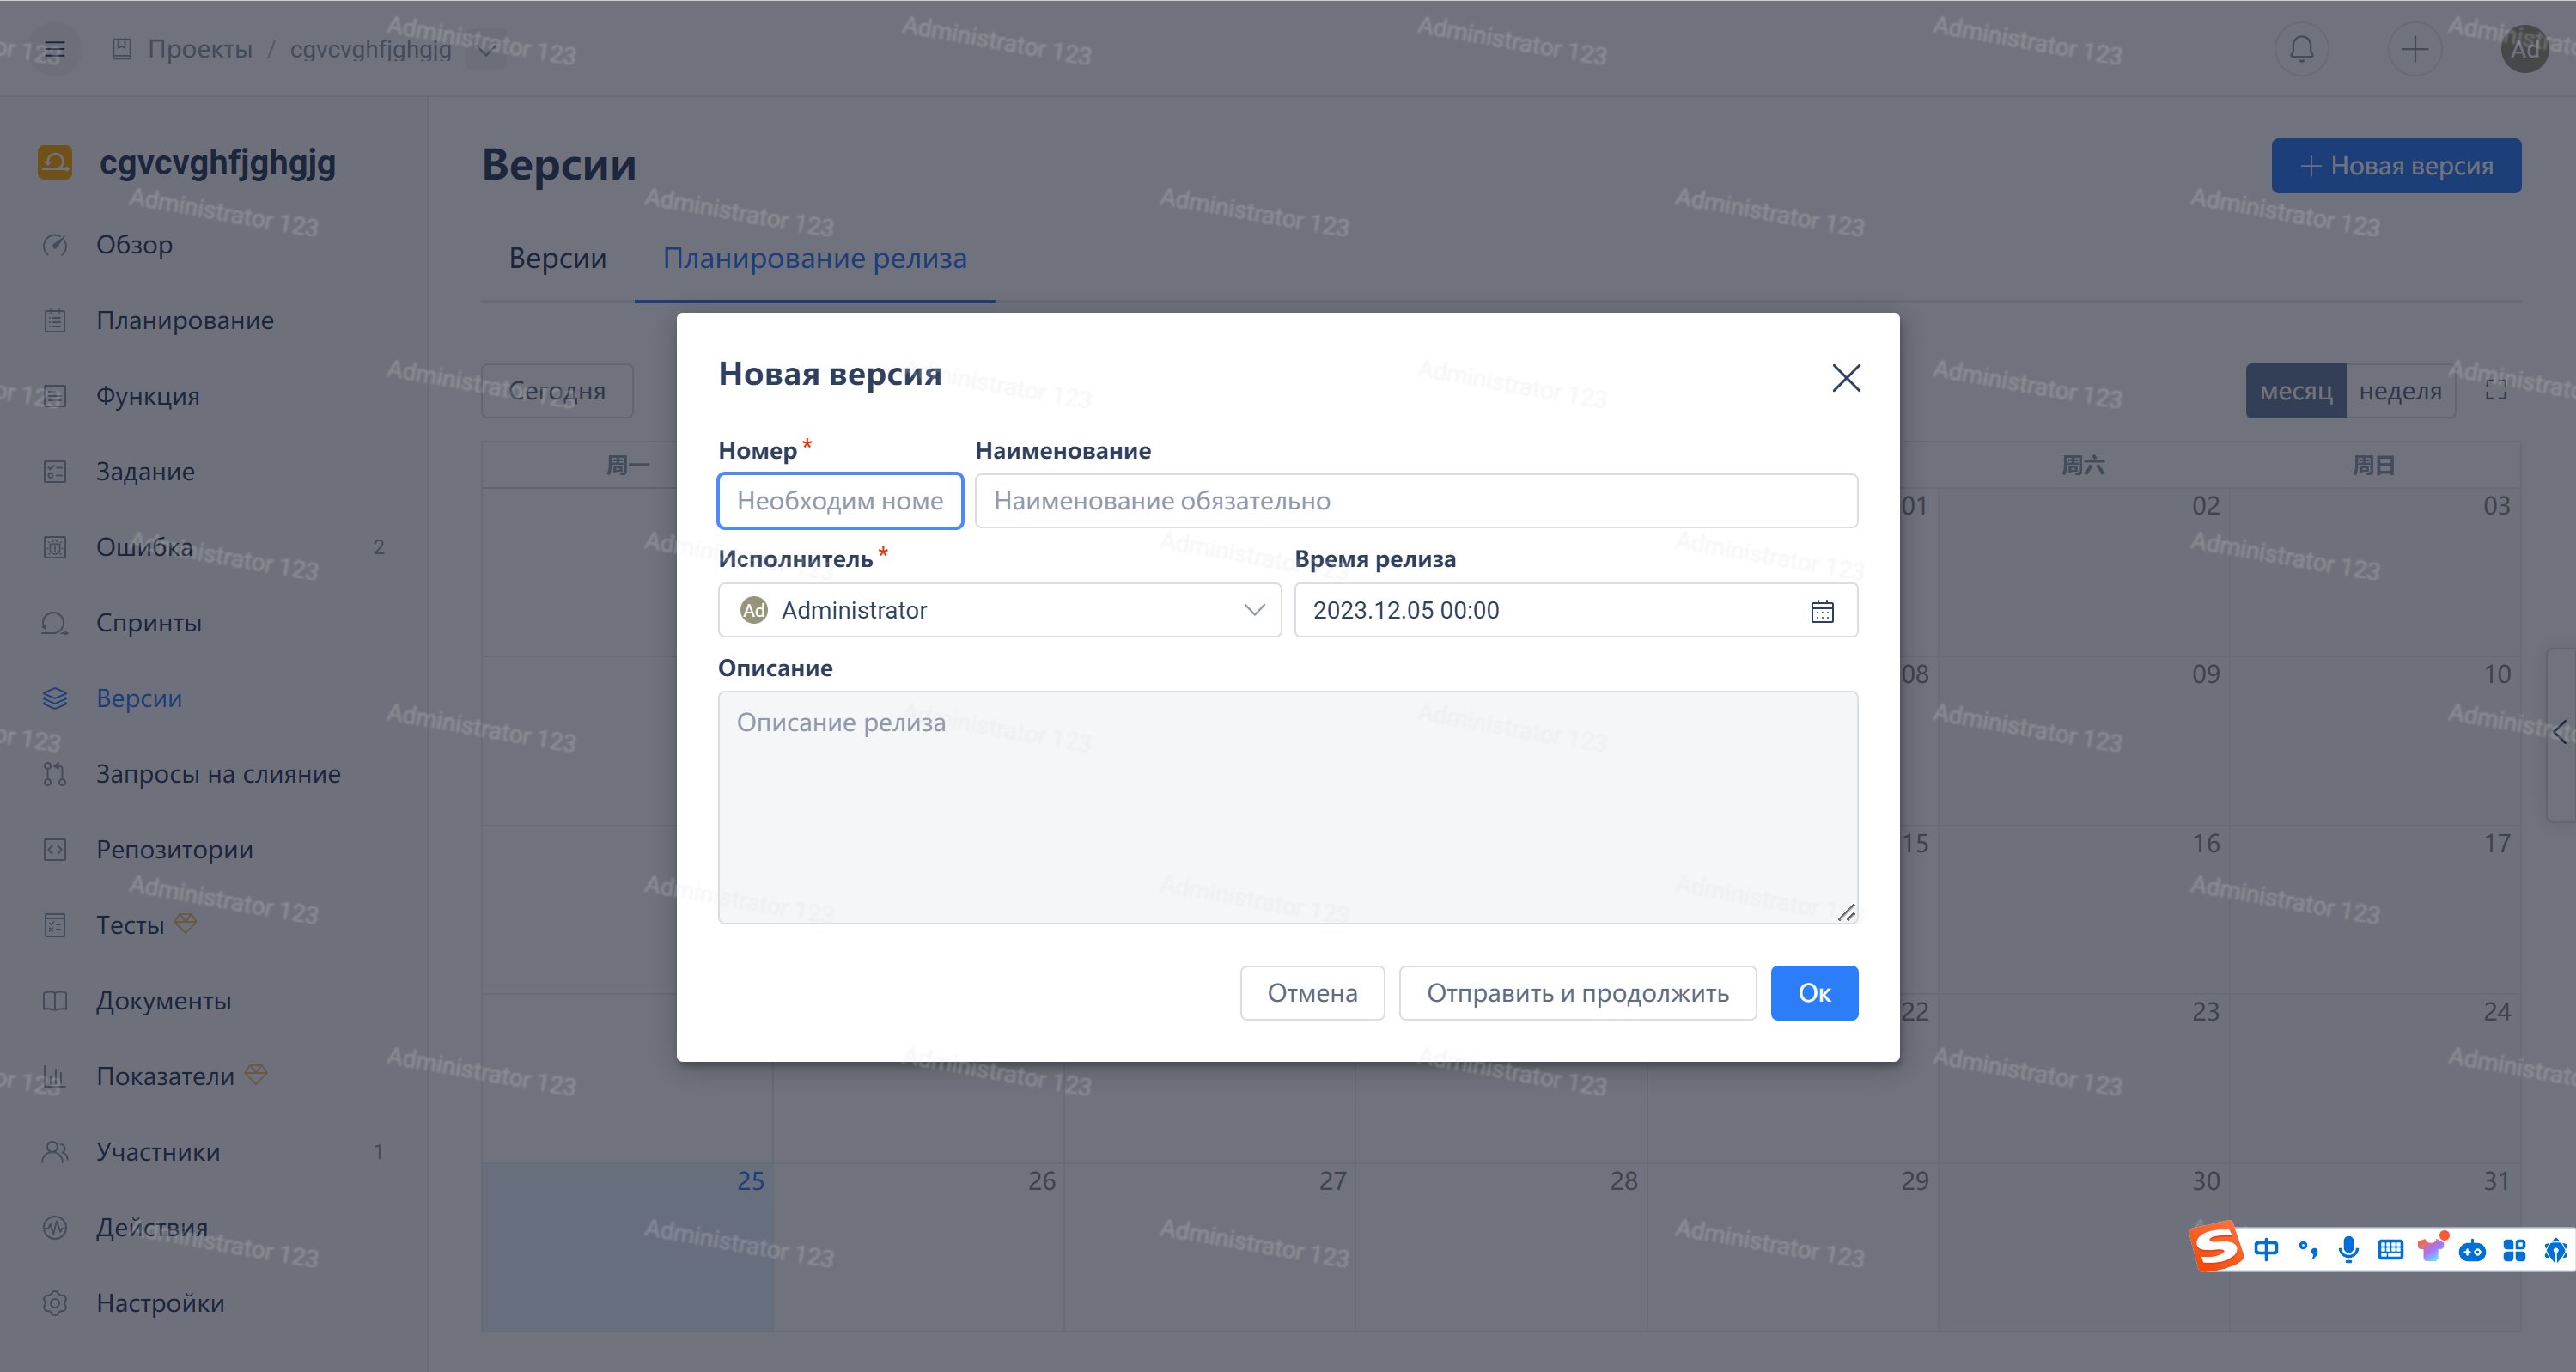 Проекты / cgvcvghfjghgjg
Ad
cgvcvghfjghgjg
Обзор
Планирование
Функция
Задание
Ошибка 2
Спринты
Версии
Запросы на слияние
Репозитории
Тесты
Документы
Показатели
Участники 1
Действия
Настройки
Версии
+ Новая версия
Версии
Планирование релиза
Сегодня
месяц
неделя
周一
周六
周日
01 02 03
08 09 10
15 16 17
22 23 24
25 26 27 28 29 30 31
Новая версия
Номер *
Наименование
Необходим номе
Наименование обязательно
Исполнитель *
Время релиза
Ad Administrator
2023.12.05 00:00
Описание
Описание релиза
Отмена
Отправить и продолжить
Ок
Administrator 123
S 中